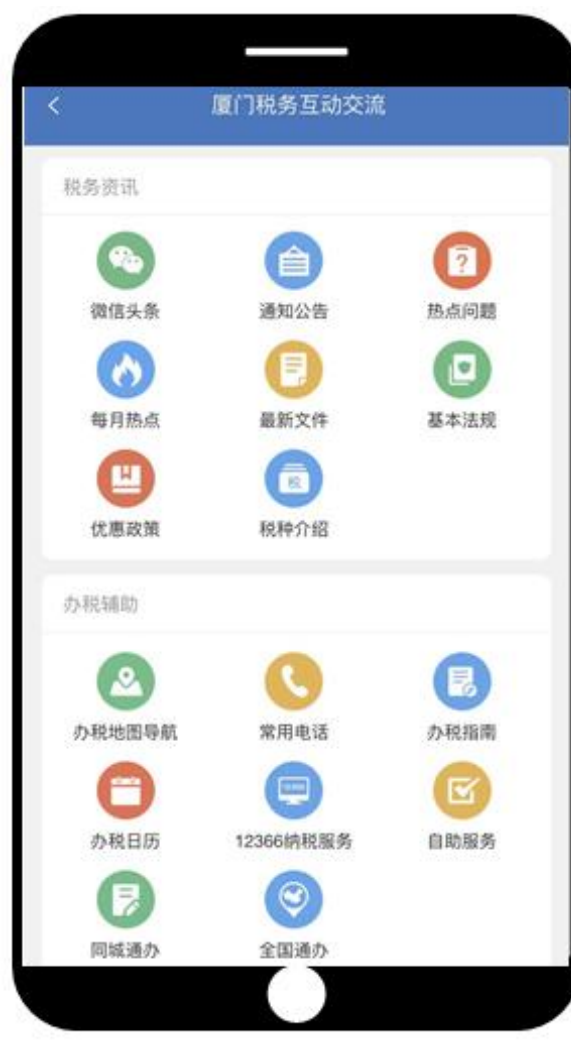 厦门税务互动交流
税务资讯
微信头条 通知公告 热点问题
每月热点 最新文件 基本法规
税
优惠政策 税种介绍
办税辅助
办税地图导航 常用电话 办税指南
办税日历 12366纳税服务 自助服务
同城通办 全国通办